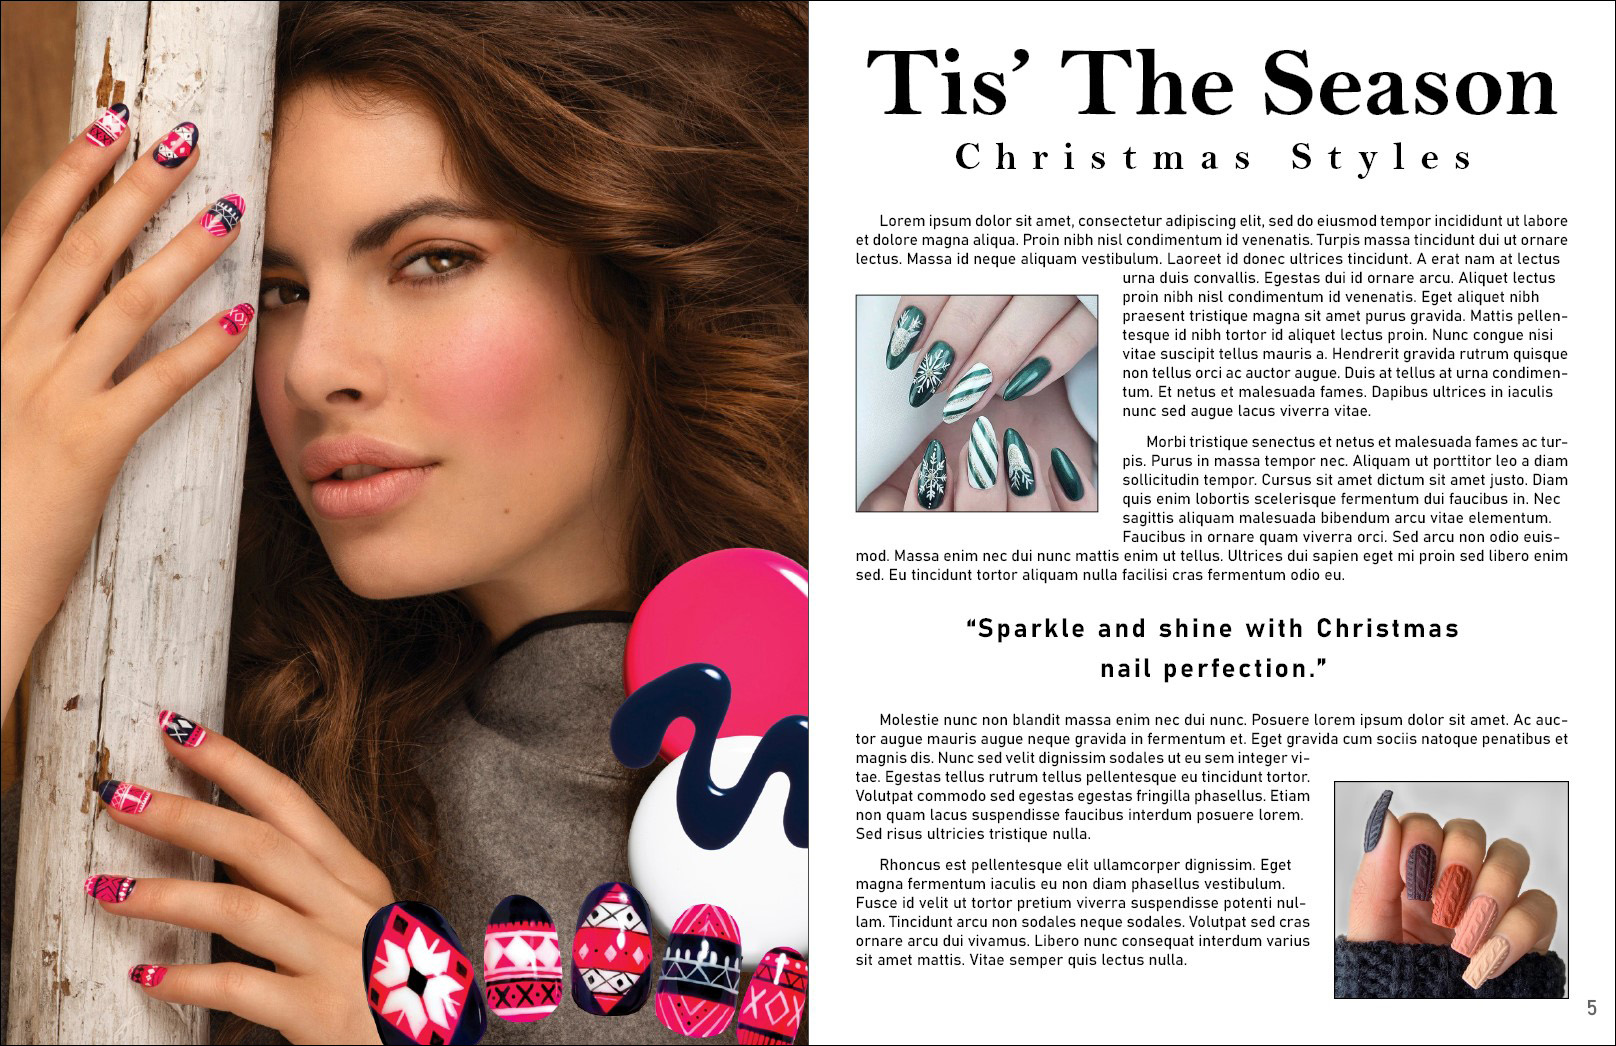 Tis’ The Season
Christmas Styles
Lorem ipsum dolor sit amet, consectetur adipiscing elit, sed do eiusmod tempor incididunt ut labore
et dolore magna aliqua. Proin nibh nisl condimentum id venenatis. Turpis massa tincidunt dui ut ornare
lectus. Massa id neque aliquam vestibulum. Laoreet id donec ultrices tincidunt. A erat nam at lectus
urna duis convallis. Egestas dui id ornare arcu. Aliquet lectus
proin nibh nisl condimentum id venenatis. Eget aliquet nibh
praesent tristique magna sit amet purus gravida. Mattis pellen-
tesque id nibh tortor id aliquet lectus proin. Nunc congue nisi
vitae suscipit tellus mauris a. Hendrerit gravida rutrum quisque
non tellus orci ac auctor augue. Duis at tellus at urna condimen-
tum. Et netus et malesuada fames. Dapibus ultrices in iaculis
nunc sed augue lacus viverra vitae.
Morbi tristique senectus et netus et malesuada fames ac tur-
pis. Purus in massa tempor nec. Aliquam ut porttitor leo a diam
sollicitudin tempor. Cursus sit amet dictum sit amet justo. Diam
quis enim lobortis scelerisque fermentum dui faucibus in. Nec
sagittis aliquam malesuada bibendum arcu vitae elementum.
Faucibus in ornare quam viverra orci. Sed arcu non odio euis-
mod. Massa enim nec dui nunc mattis enim ut tellus. Ultrices dui sapien eget mi proin sed libero enim
sed. Eu tincidunt tortor aliquam nulla facilisi cras fermentum odio eu.
“Sparkle and shine with Christmas
nail perfection.”
Molestie nunc non blandit massa enim nec dui nunc. Posuere lorem ipsum dolor sit amet. Ac auc-
tor augue mauris augue neque gravida in fermentum et. Eget gravida cum sociis natoque penatibus et
magnis dis. Nunc sed velit dignissim sodales ut eu sem integer vi-
tae. Egestas tellus rutrum tellus pellentesque eu tincidunt tortor.
Volutpat commodo sed egestas egestas fringilla phasellus. Etiam
non quam lacus suspendisse faucibus interdum posuere lorem.
Sed risus ultricies tristique nulla.
Rhoncus est pellentesque elit ullamcorper dignissim. Eget
magna fermentum iaculis eu non diam phasellus vestibulum.
Fusce id velit ut tortor pretium viverra suspendisse potenti nul-
lam. Tincidunt arcu non sodales neque sodales. Volutpat sed cras
ornare arcu dui vivamus. Libero nunc consequat interdum varius
sit amet mattis. Vitae semper quis lectus nulla.
5